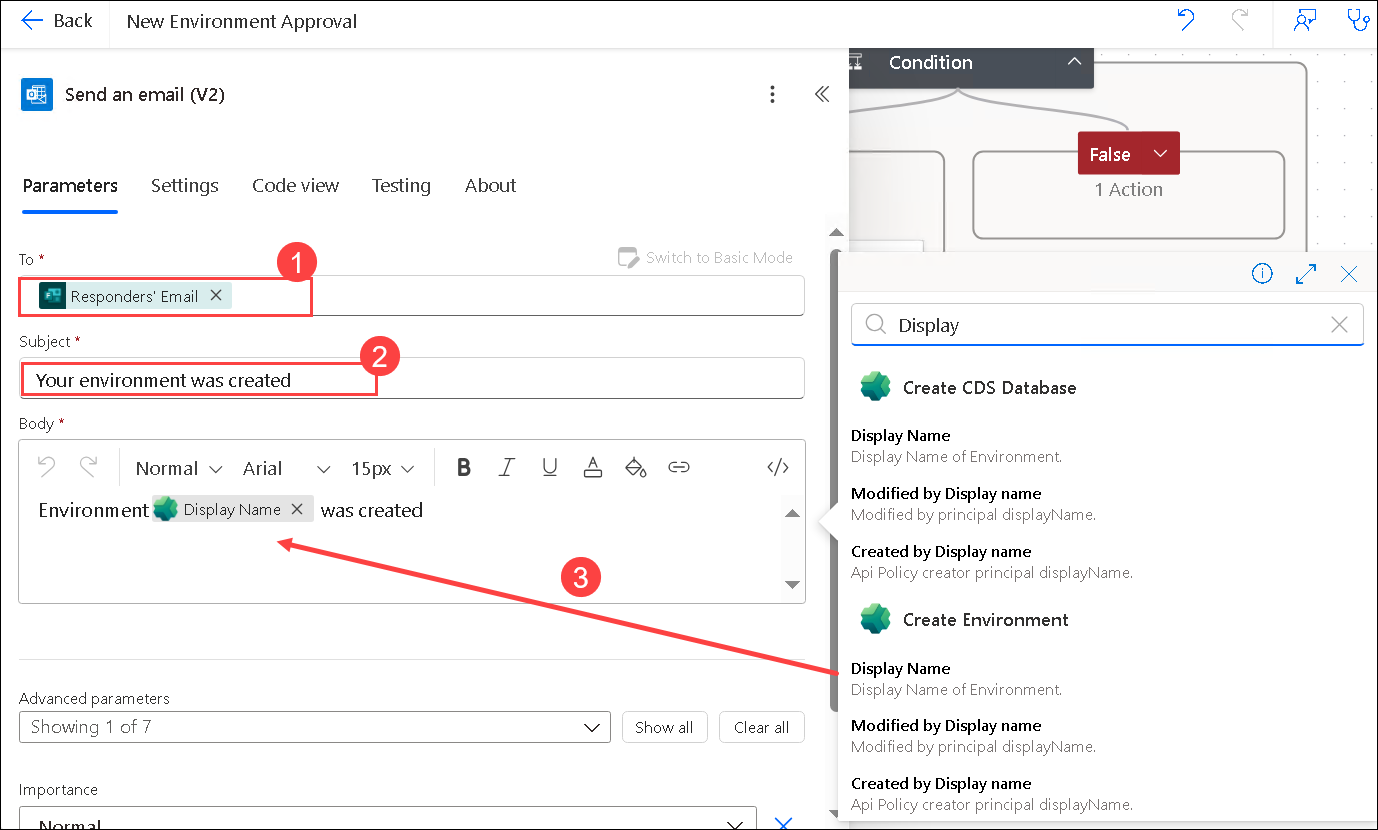 Back
New Environment Approval
Send an email (V2)
Parameters Settings Code view Testing About
To *
1
Switch to Basic Mode
Responders' Email
Subject *
2
Your environment was created
Body *
Normal Arial 15px B I U A </>
Environment Display Name was created
3
Advanced parameters
Showing 1 of 7
Show all
Clear all
Importance
Normal
Condition
False
1 Action
Display
Create CDS Database
Display Name
Display Name of Environment.
Modified by Display name
Modified by principal displayName.
Created by Display name
Api Policy creator principal displayName.
Create Environment
Display Name
Display Name of Environment.
Modified by Display name
Modified by principal displayName.
Created by Display name
Api Policy creator principal displayName.